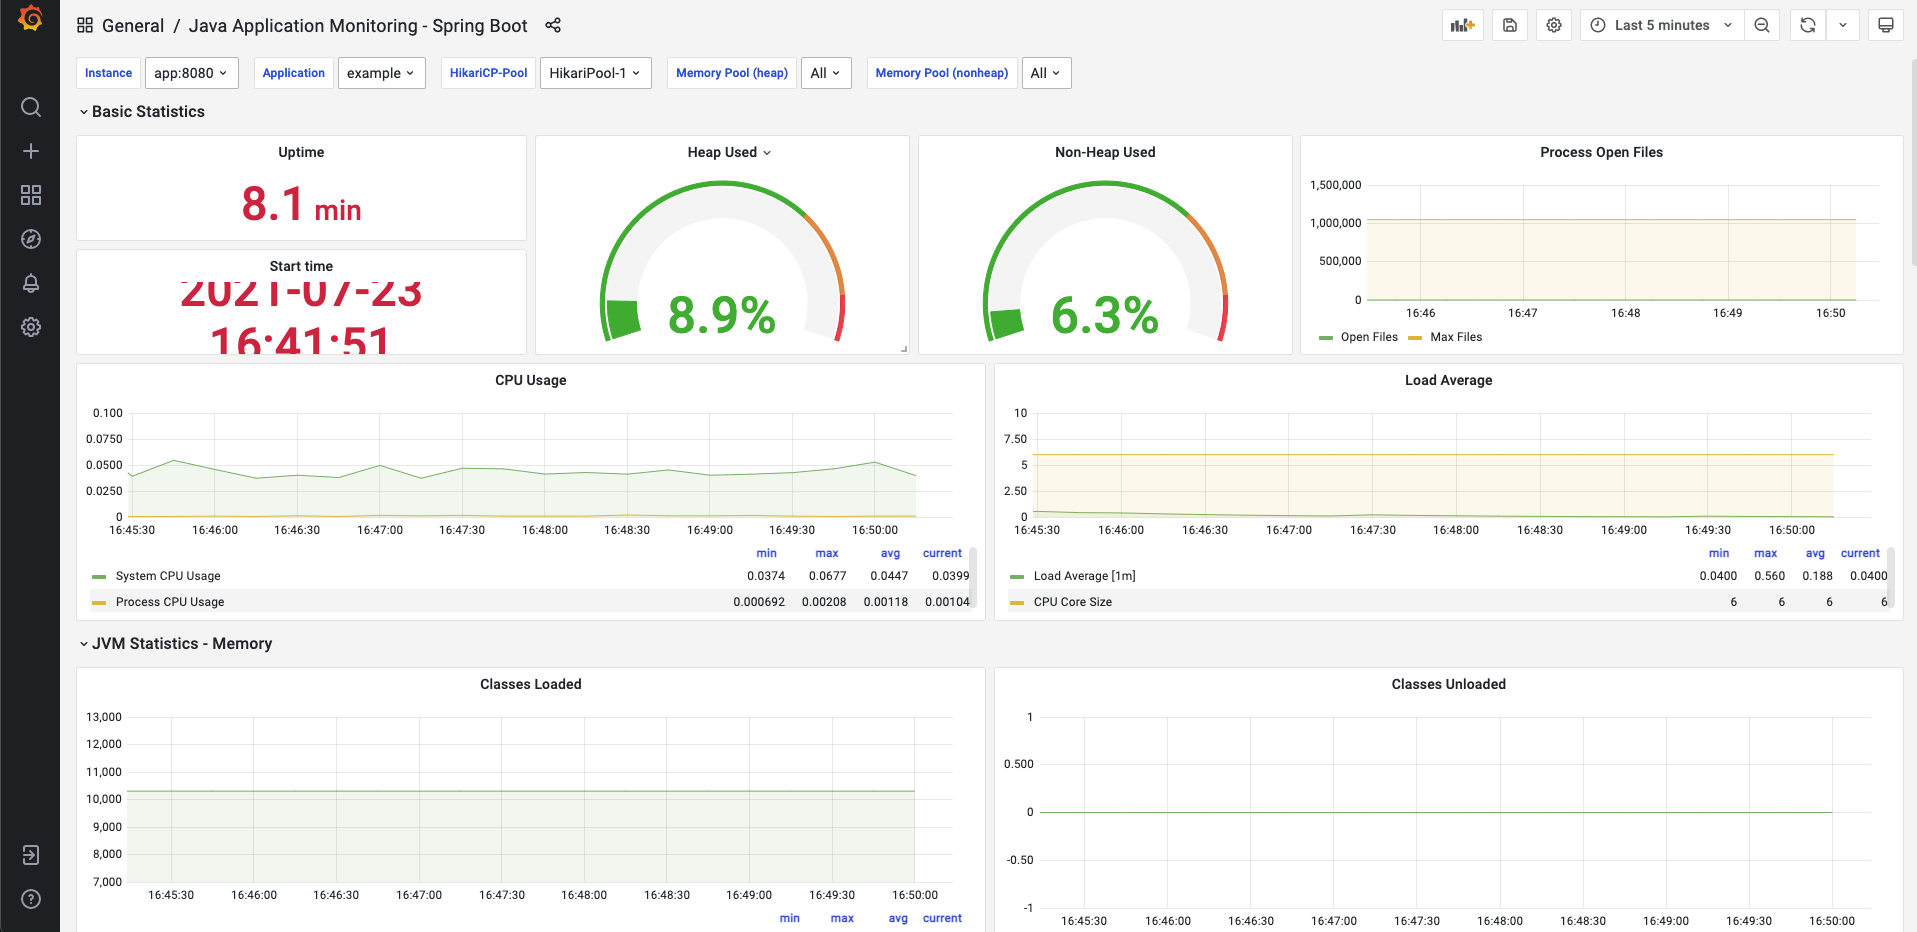 General / Java Application Monitoring - Spring Boot
Last 5 minutes
Instance app:8080 Application example HikariCP-Pool HikariPool-1 Memory Pool (heap) All Memory Pool (nonheap) All
Basic Statistics
Uptime
8.1 min
Start time
2021-07-23
16:41:51
Heap Used
8.9%
Non-Heap Used
6.3%
Process Open Files
1,500,000
1,000,000
500,000
0
16:46 16:47 16:48 16:49 16:50
Open Files Max Files
CPU Usage
0.100
0.0750
0.0500
0.0250
0
16:45:30 16:46:00 16:46:30 16:47:00 16:47:30 16:48:00 16:48:30 16:49:00 16:49:30 16:50:00
min max avg current
System CPU Usage 0.0374 0.0677 0.0447 0.0399
Process CPU Usage 0.000692 0.00208 0.00118 0.00104
Load Average
10
7.50
5
2.50
0
16:45:30 16:46:00 16:46:30 16:47:00 16:47:30 16:48:00 16:48:30 16:49:00 16:49:30 16:50:00
min max avg current
Load Average [1m] 0.0400 0.560 0.188 0.0400
CPU Core Size 6 6 6 6
JVM Statistics - Memory
Classes Loaded
13,000
12,000
11,000
10,000
9,000
8,000
7,000
16:45:30 16:46:00 16:46:30 16:47:00 16:47:30 16:48:00 16:48:30 16:49:00 16:49:30 16:50:00
min max avg current
Classes Unloaded
1
0.500
0
-0.50
-1
16:45:30 16:46:00 16:46:30 16:47:00 16:47:30 16:48:00 16:48:30 16:49:00 16:49:30 16:50:00